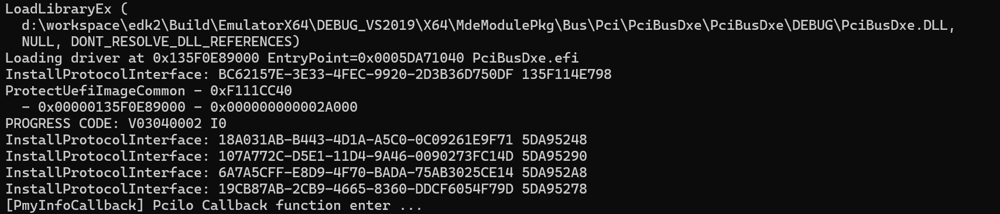 LoadLibraryEx (
d:\workspace\edk2\Build\EmulatorX64\DEBUG_VS2019\X64\MdeModulePkg\Bus\Pci\PciBusDxe\PciBusDxe\DEBUG\PciBusDxe.DLL,
NULL, DONT_RESOLVE_DLL_REFERENCES)
Loading driver at 0x135F0E89000 EntryPoint=0x0005DA71040 PciBusDxe.efi
InstallProtocolInterface: BC62157E-3E33-4FEC-9920-2D3B36D750DF 135F114E798
ProtectUefiImageCommon - 0xF111CC40
- 0x00000135F0E89000 - 0x000000000002A000
PROGRESS CODE: V03040002 I0
InstallProtocolInterface: 18A031AB-B443-4D1A-A5C0-0C09261E9F71 5DA95248
InstallProtocolInterface: 107A772C-D5E1-11D4-9A46-0090273FC14D 5DA95290
InstallProtocolInterface: 6A7A5CFF-E8D9-4F70-BADA-75AB3025CE14 5DA952A8
InstallProtocolInterface: 19CB87AB-2CB9-4665-8360-DDCF6054F79D 5DA95278
[PmyInfoCallback] PciIo Callback function enter ...